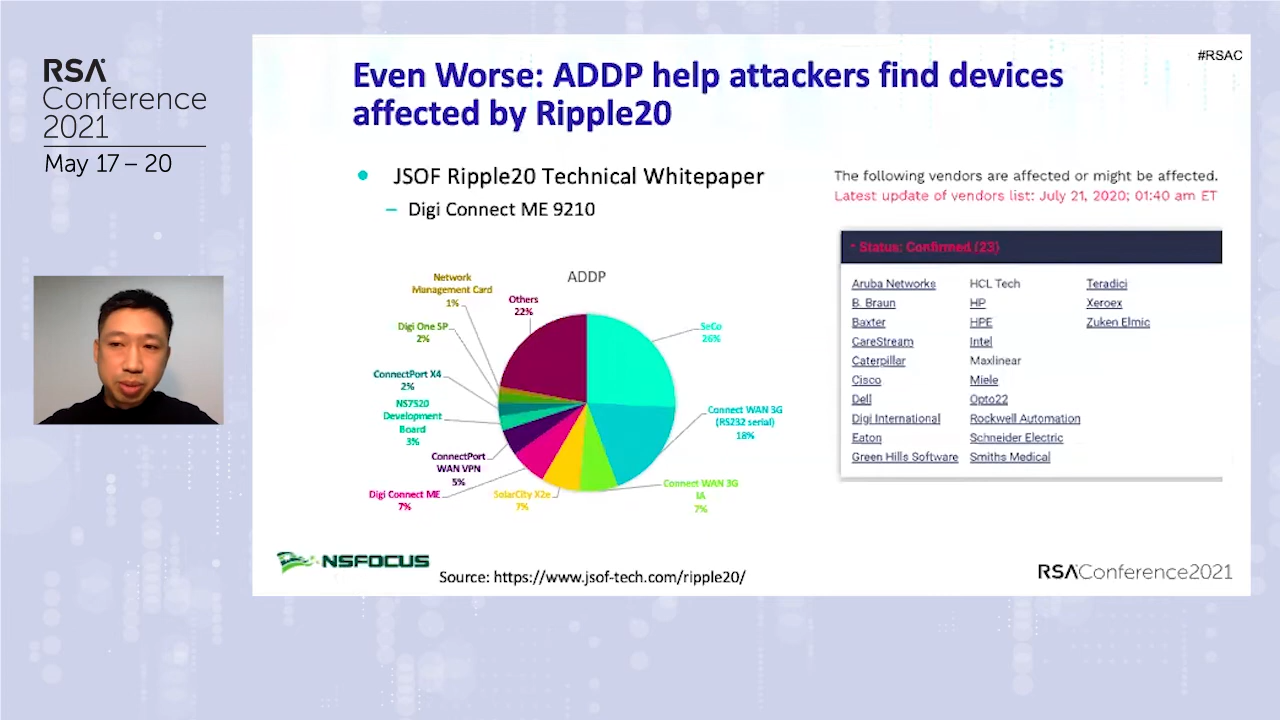 RSA
Conference
2021
May 17 – 20
#RSAC
Even Worse: ADDP help attackers find devices
affected by Ripple20
JSOF Ripple20 Technical Whitepaper
– Digi Connect ME 9210
ADDP
Network
Management Card
1%
Others
22%
Digi One SP
2%
ConnectPort X4
2%
NS7520
Development
Board
3%
ConnectPort
WAN VPN
5%
Digi Connect ME
7%
SolarCity X2e
7%
Connect WAN 3G
IA
7%
Connect WAN 3G
(RS232 serial)
18%
SeCo
26%
The following vendors are affected or might be affected.
Latest update of vendors list: July 21, 2020; 01:40 am ET
Status: Confirmed (23)
Aruba Networks
B. Braun
Baxter
CareStream
Caterpillar
Cisco
Dell
Digi International
Eaton
Green Hills Software
HCL Tech
HP
HPE
Intel
Maxlinear
Miele
Opto22
Rockwell Automation
Schneider Electric
Smiths Medical
Teradici
Xeroex
Zuken Elmic
NSFOCUS
Source: https://www.jsof-tech.com/ripple20/
RSAConference2021